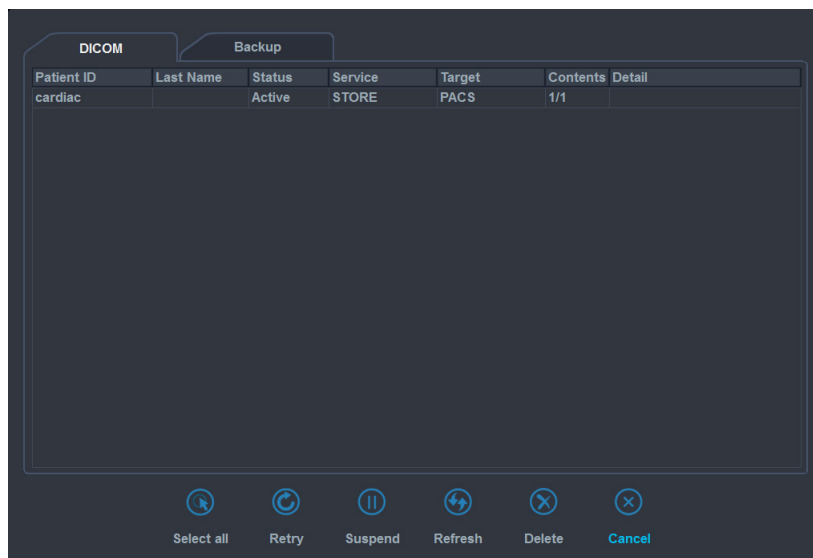 DICOM Backup
Patient ID Last Name Status Service Target Contents Detail
cardiac Active STORE PACS 1/1
Select all Retry Suspend Refresh Delete Cancel